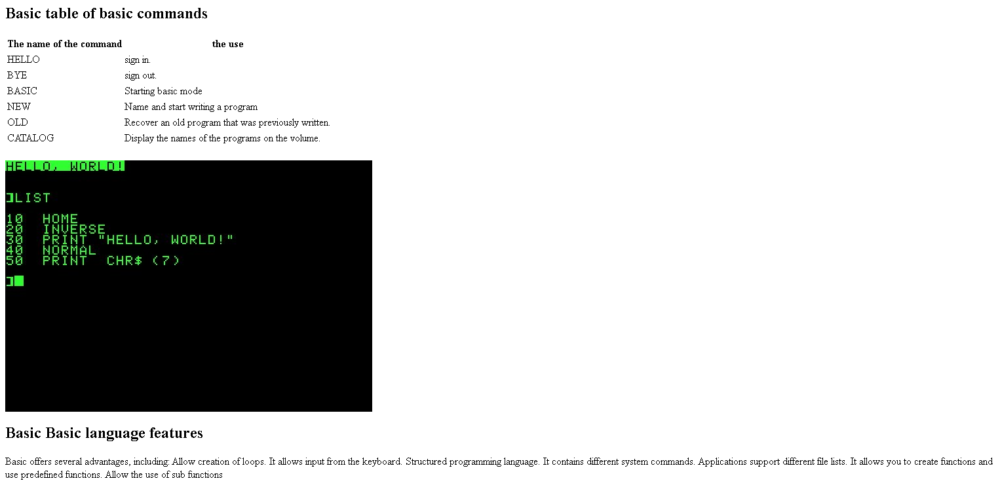 Basic table of basic commands
The name of the command the use
HELLO sign in.
BYE sign out.
BASIC Starting basic mode
NEW Name and start writing a program
OLD Recover an old program that was previously written.
CATALOG Display the names of the programs on the volume.
HELLO, WORLD!
]LIST
10 HOME
20 INVERSE
30 PRINT "HELLO, WORLD!"
40 NORMAL
50 PRINT CHR$ (7)
]
Basic Basic language features
Basic offers several advantages, including: Allow creation of loops. It allows input from the keyboard. Structured programming language. It contains different system commands. Applications support different file lists. It allows you to create functions and
use predefined functions. Allow the use of sub functions